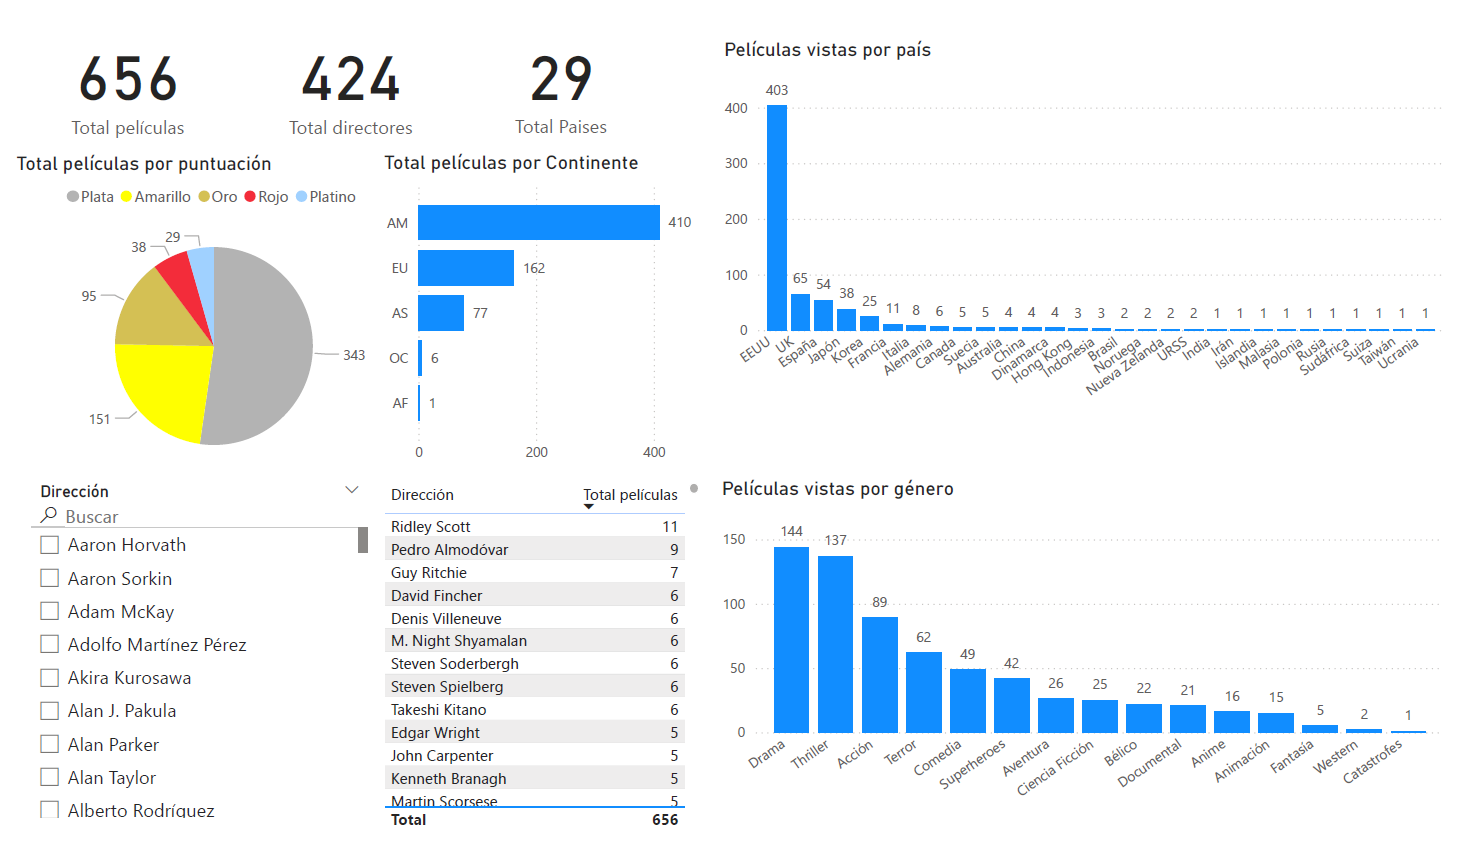 656
Total películas
424
Total directores
29
Total Paises
Total películas por puntuación
Plata Amarillo Oro Rojo Platino
29
38
95
343
151
Total películas por Continente
AM 410
EU 162
AS 77
OC 6
AF 1
0 200 400
Películas vistas por país
400
300
200
100
0
403 65 54 38 25 11 8 6 5 5 4 4 4 3 3 2 2 2 2 1 1 1 1 1 1 1 1 1 1
EEUU UK España Japón Korea Francia Italia Alemania Canada Suecia Australia China Dinamarca Hong Kong Indonesia Brasil Noruega Nueva Zelanda URSS India Irán Islandia Malasia Polonia Rusia Sudáfrica Suiza Taiwán Ucrania
Dirección
Buscar
Aaron Horvath
Aaron Sorkin
Adam McKay
Adolfo Martínez Pérez
Akira Kurosawa
Alan J. Pakula
Alan Parker
Alan Taylor
Alberto Rodríguez
Dirección Total películas
Ridley Scott 11
Pedro Almodóvar 9
Guy Ritchie 7
David Fincher 6
Denis Villeneuve 6
M. Night Shyamalan 6
Steven Soderbergh 6
Steven Spielberg 6
Takeshi Kitano 6
Edgar Wright 5
John Carpenter 5
Kenneth Branagh 5
Martin Scorsese 5
Total 656
Películas vistas por género
150
100
50
0
144 137 89 62 49 42 26 25 22 21 16 15 5 2 1
Drama Thriller Acción Terror Comedia Superheroes Aventura Ciencia Ficción Bélico Documental Anime Animación Fantasía Western Catastrofes